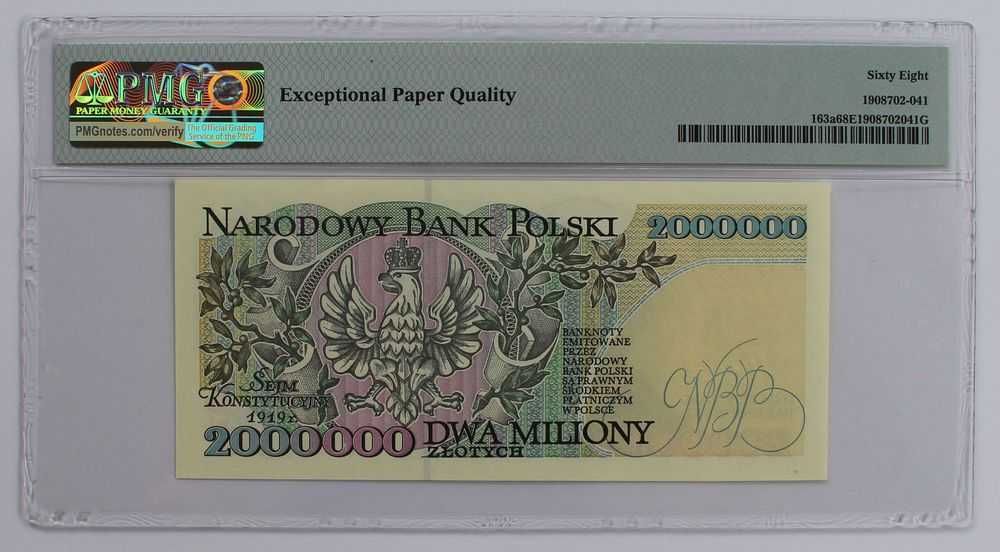 PMG
PAPER MONEY GUARANTY
PMGnotes.com/verify
The Official Grading
Service of the PNG
Exceptional Paper Quality
Sixty Eight
1908702-041
163a68E1908702041G
NARODOWY BANK POLSKI 2000000
BANKNOTY
EMITOWANE
PRZEZ
NARODOWY
BANK POLSKI
SĄ PRAWNYM
ŚRODKIEM
PŁATNICZYM
W POLSCE
SEJM
KONSTYTUCYJNY
1919 r.
NBP
2000000 DWA MILIONY
ZŁOTYCH